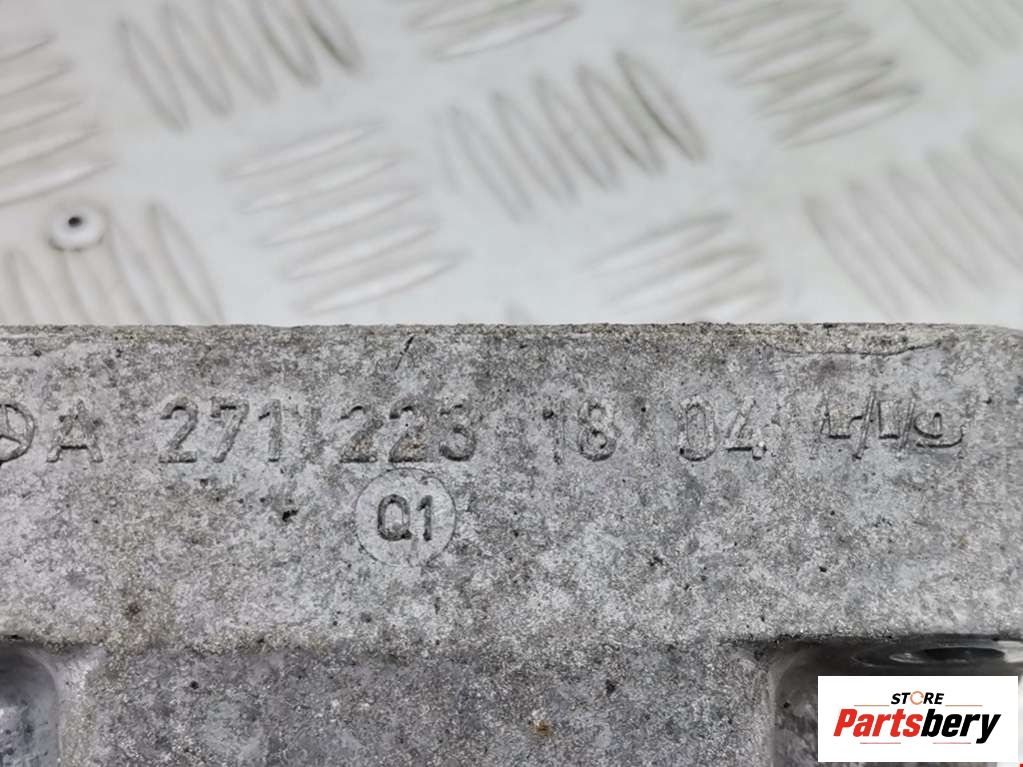 A 271 223 18 04
Q1
STORE
Partsbery